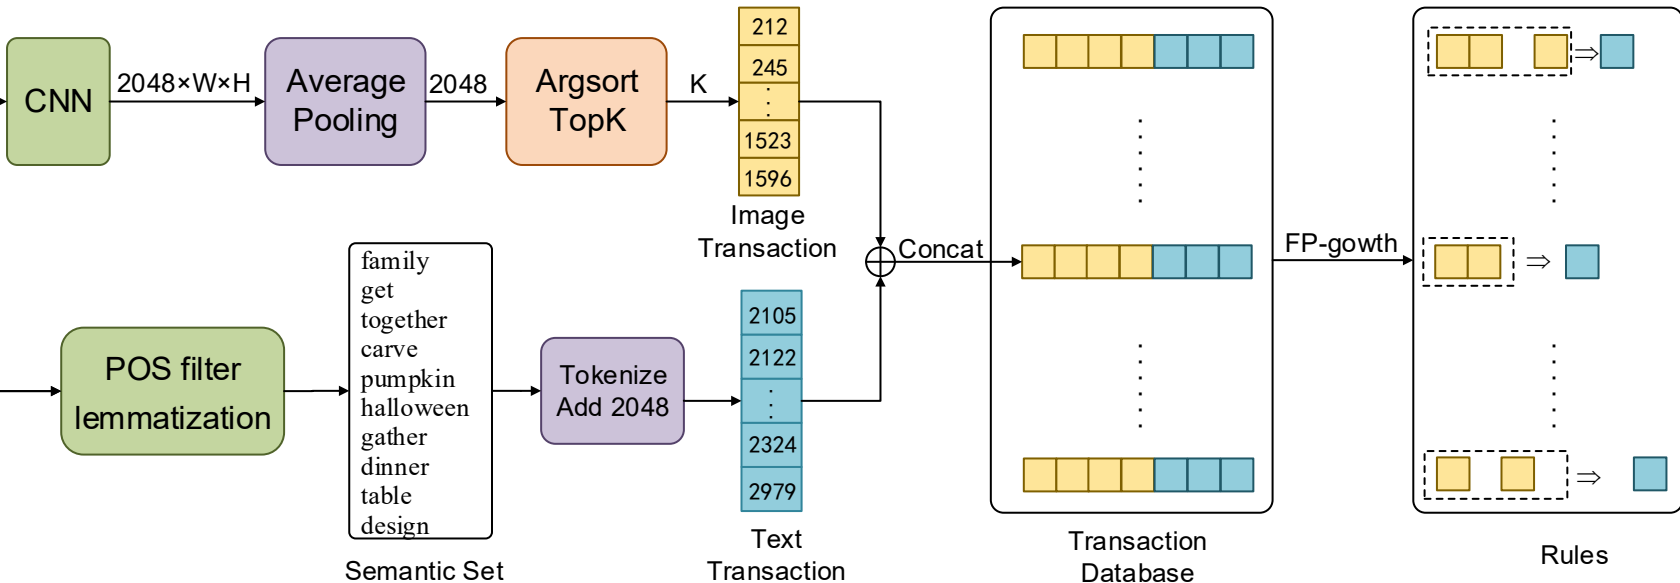 CNN
2048×W×H
Average
Pooling
2048
Argsort
TopK
K
212
245
1523
1596
Image
Transaction
POS filter
lemmatization
family
get
together
carve
pumpkin
halloween
gather
dinner
table
design
Semantic Set
Tokenize
Add 2048
2105
2122
2324
2979
Text
Transaction
Concat
Transaction
Database
FP-gowth
Rules